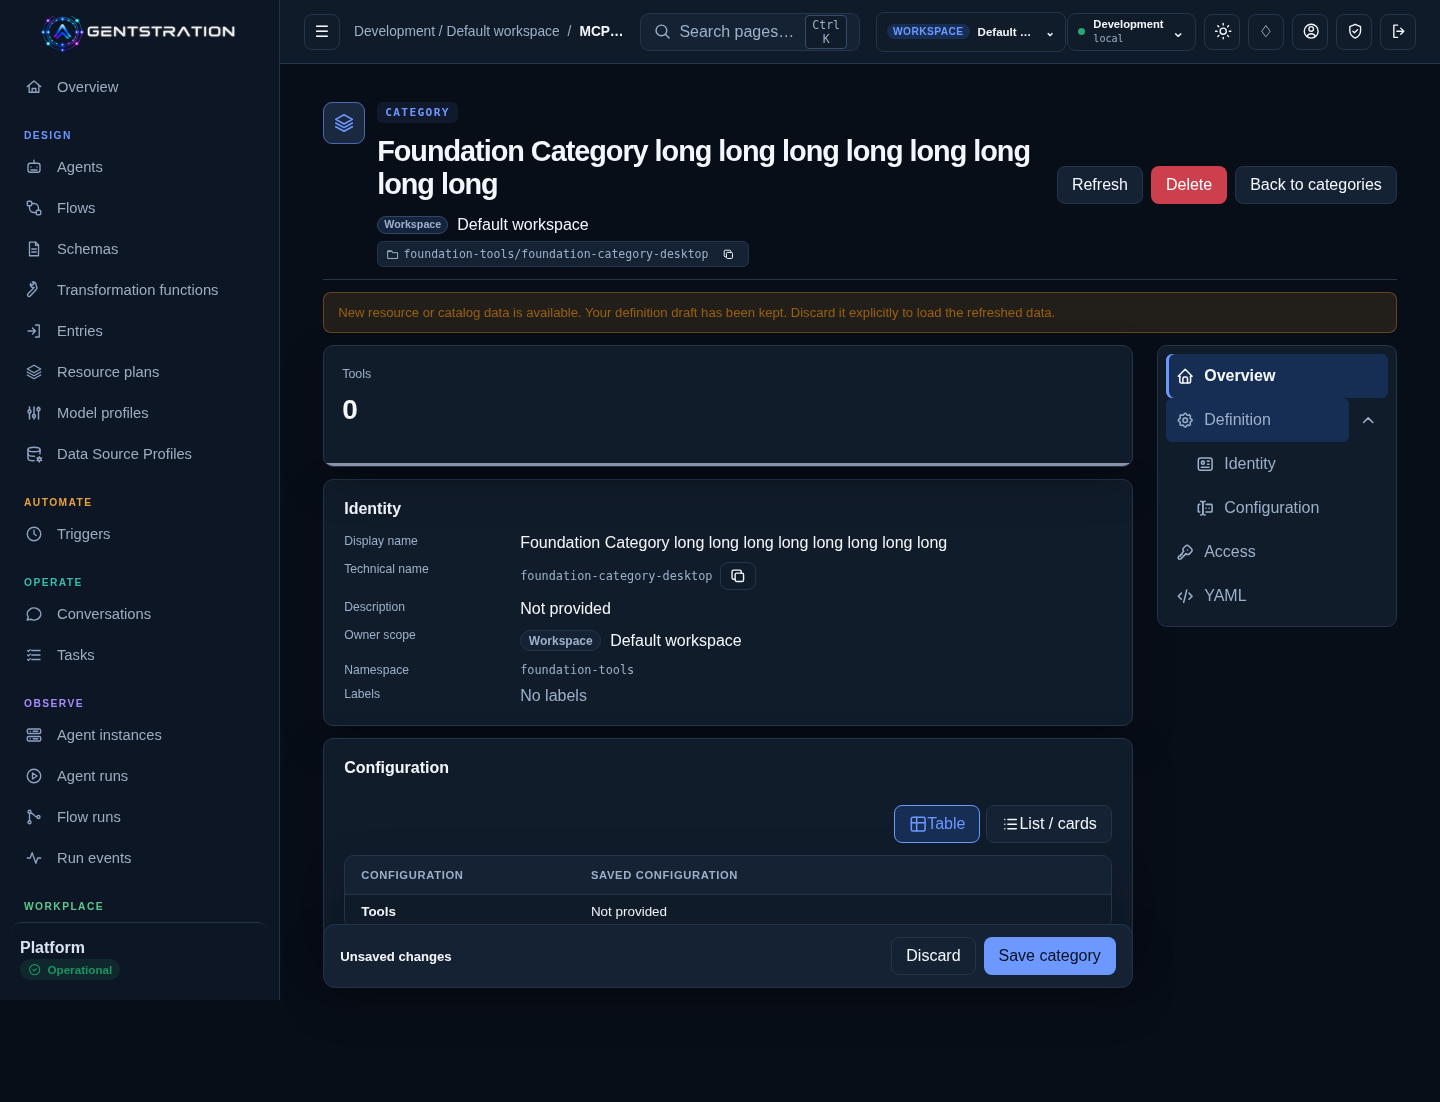 GENTSTRATION
☰
Development / Default workspace / MCP...
Search pages...
Ctrl
K
WORKSPACE Default ...
Development
local
Overview
DESIGN
Agents
Flows
Schemas
Transformation functions
Entries
Resource plans
Model profiles
Data Source Profiles
AUTOMATE
Triggers
OPERATE
Conversations
Tasks
OBSERVE
Agent instances
Agent runs
Flow runs
Run events
WORKPLACE
Platform
Operational
CATEGORY
Foundation Category long long long long long long
long long
Workspace Default workspace
foundation-tools/foundation-category-desktop
Refresh
Delete
Back to categories
New resource or catalog data is available. Your definition draft has been kept. Discard it explicitly to load the refreshed data.
Tools
0
Identity
Display name Foundation Category long long long long long long long long
Technical name foundation-category-desktop
Description Not provided
Owner scope Workspace Default workspace
Namespace foundation-tools
Labels No labels
Configuration
Table
List / cards
CONFIGURATION SAVED CONFIGURATION
Tools Not provided
Unsaved changes
Discard
Save category
Overview
Definition
Identity
Configuration
Access
YAML